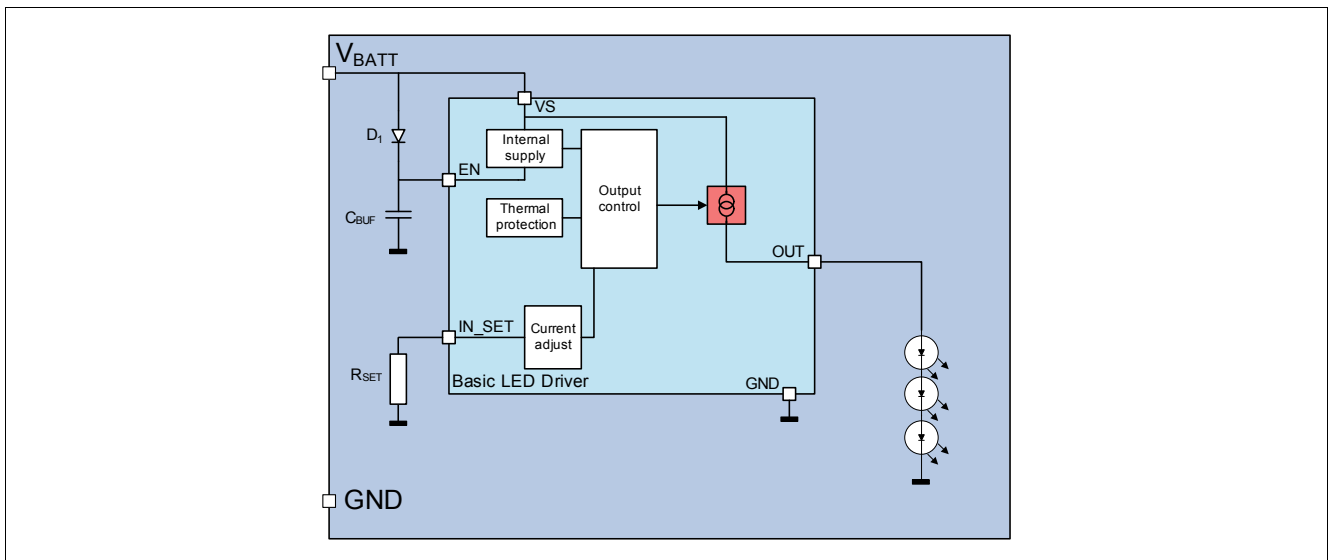 VBATT
VS
D1
Internal
supply
EN
Output
control
CBUF
Thermal
protection
OUT
IN_SET
Current
adjust
RSET
Basic LED Driver
GND
GND